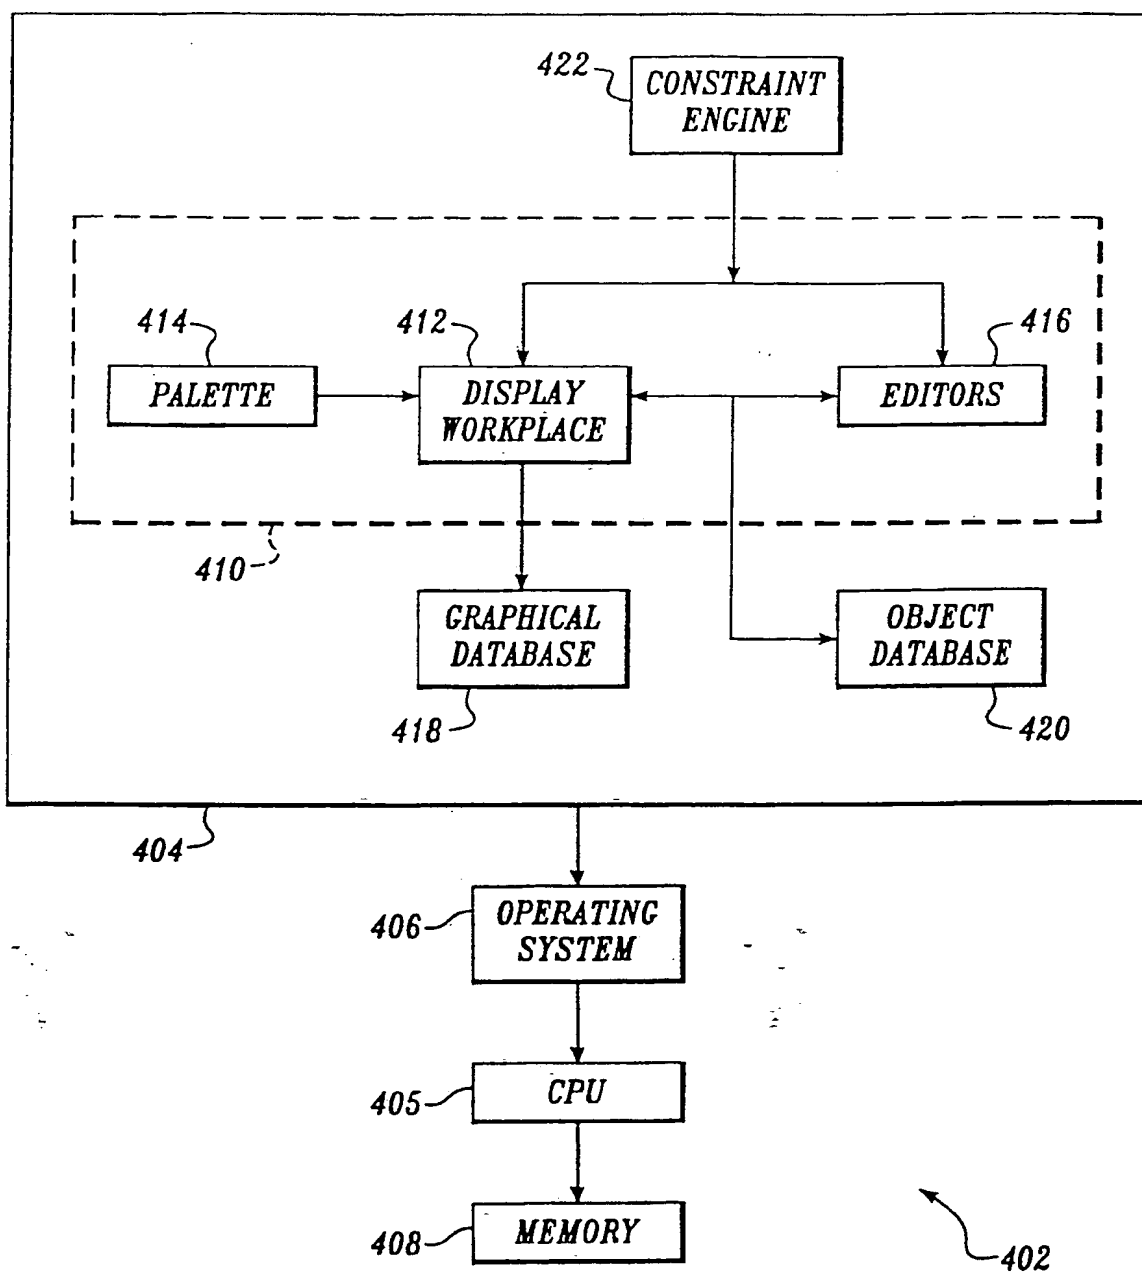 422
CONSTRAINT
ENGINE
414
412
416
PALETTE
DISPLAY
WORKPLACE
EDITORS
410
GRAPHICAL
DATABASE
OBJECT
DATABASE
418
420
404
406
OPERATING
SYSTEM
405
CPU
408
MEMORY
402